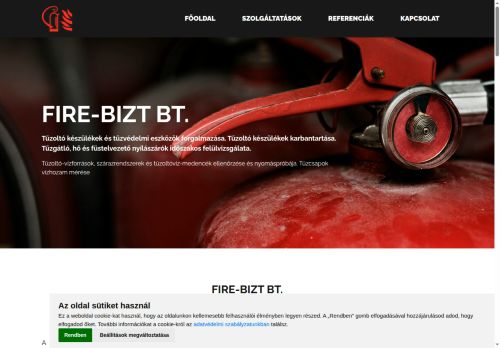 FŐOLDAL
SZOLGÁLTATÁSOK
REFERENCIÁK
KAPCSOLAT
FIRE-BIZT BT.
Tűzoltó készülékek és tűzvédelmi eszközök forgalmazása. Tűzoltó készülékek karbantartása.
Tűzgátló, hő és füstelvezető nyílászárók időszakos felülvizsgálata.
Tűzoltó-vízforrások, szárazrendszerek és tűzoltóvíz-medencék ellenőrzése és nyomáspróbája, Tűzcsapok
vízhozam mérése
FIRE-BIZT BT.
Az oldal sütiket használ
Ez a weboldal cookie-kat használ, hogy az oldalunkon kellemesebb felhasználói élményben legyen részed. A „Rendben” gomb elfogadásával hozzájárulásod adod, hogy
elfogadod őket. További információkat a cookie-król az adatvédelmi szabályzatunkban találsz.
Rendben
Beállítások megváltoztatása
A